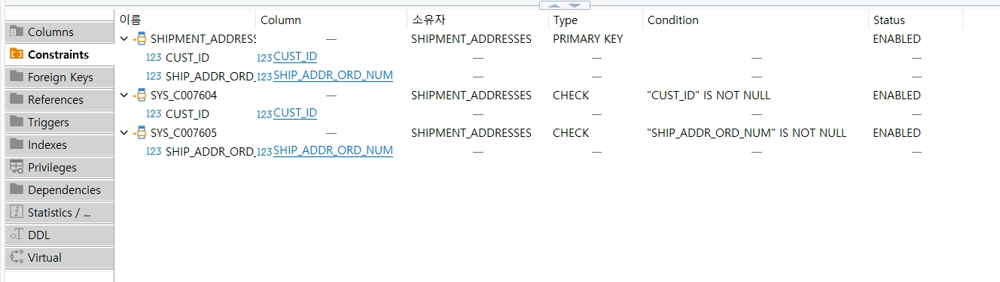 이름 Column 소유자 Type Condition Status
Columns
SHIPMENT_ADDRESS — SHIPMENT_ADDRESSES PRIMARY KEY ENABLED
Constraints
123 CUST_ID 123 CUST_ID — — — —
Foreign Keys
123 SHIP_ADDR_ORD_ 123 SHIP_ADDR_ORD_NUM — — — —
References
SYS_C007604 — SHIPMENT_ADDRESSES CHECK "CUST_ID" IS NOT NULL ENABLED
Triggers
123 CUST_ID 123 CUST_ID — — — —
Indexes
SYS_C007605 — SHIPMENT_ADDRESSES CHECK "SHIP_ADDR_ORD_NUM" IS NOT NULL ENABLED
123 SHIP_ADDR_ORD_ 123 SHIP_ADDR_ORD_NUM — — — —
Privileges
Dependencies
Statistics / ...
DDL
Virtual